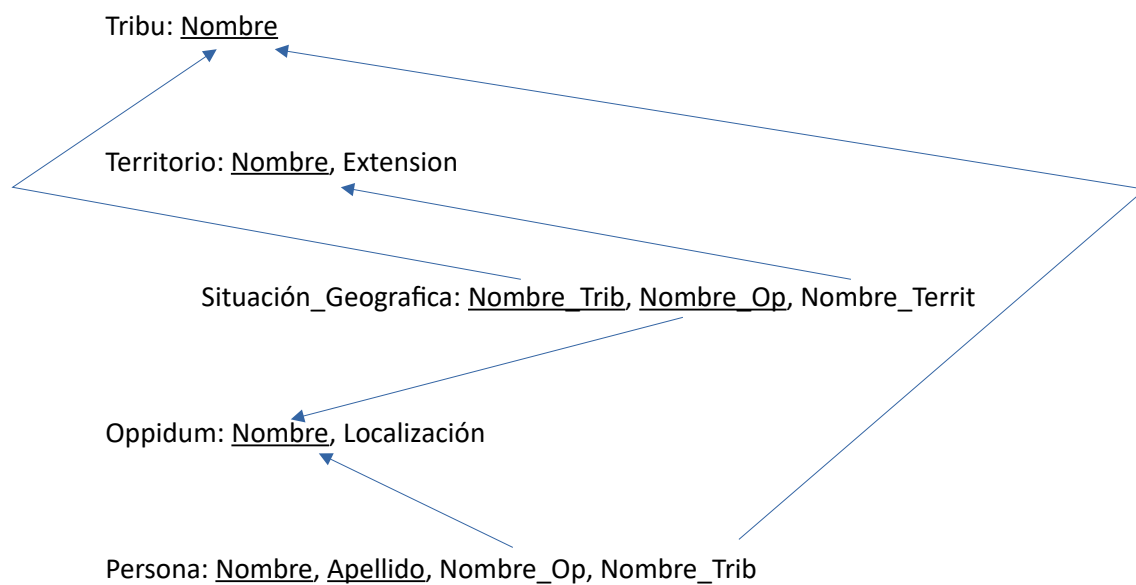 Tribu: Nombre
Territorio: Nombre, Extension
Situación_Geografica: Nombre_Trib, Nombre_Op, Nombre_Territ
Oppidum: Nombre, Localización
Persona: Nombre, Apellido, Nombre_Op, Nombre_Trib